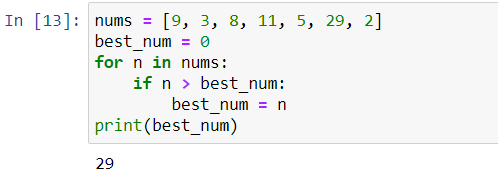 In [13]: nums = [9, 3, 8, 11, 5, 29, 2]
best_num = 0
for n in nums:
    if n > best_num:
        best_num = n
print(best_num)
29